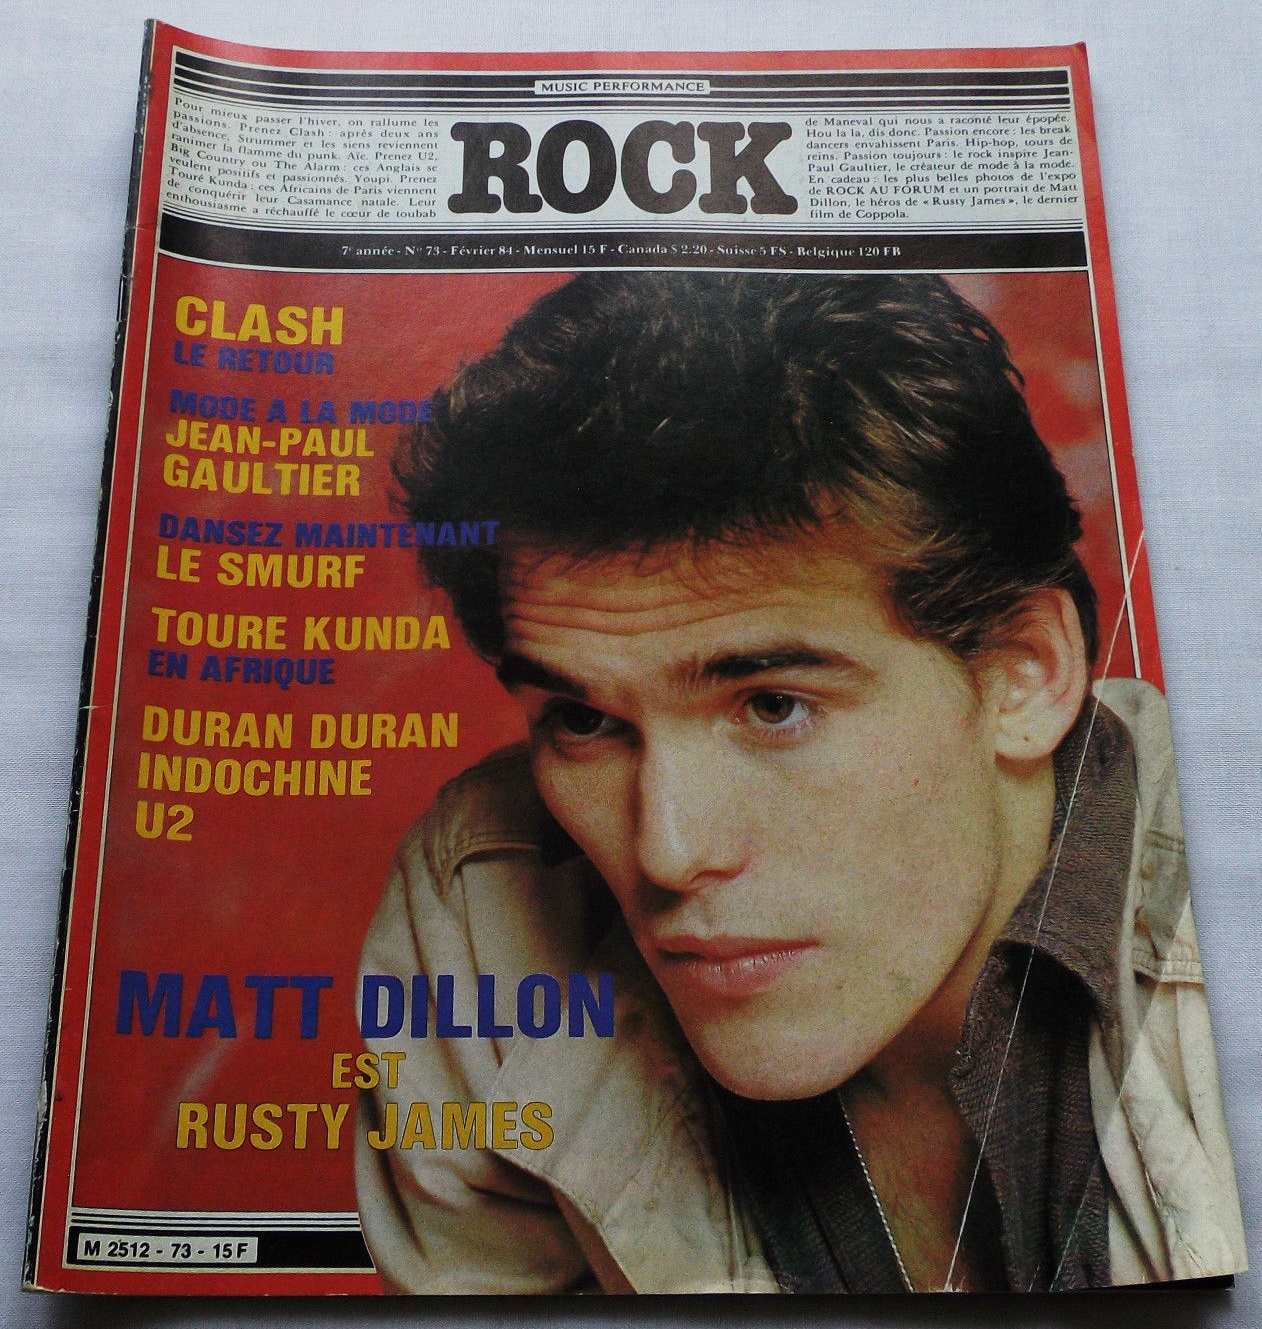 MUSIC PERFORMANCE
Pour mieux passer l'hiver, on rallume les
passions. Prenez Clash : après deux ans
d'absence, Strummer et les siens reviennent
ranimer la flamme du punk. Aïe. Prenez U2,
Big Country ou The Alarm : ces Anglais se
veulent positifs et passionnés. Youpi. Prenez
Touré Kunda : ces Africains de Paris viennent
de conquérir leur Casamance natale. Leur
enthousiasme a réchauffé le cœur de toubab
ROCK
de Maneval qui nous a raconté leur épopée.
Hou la la, dis donc. Passion encore : les break
dancers envahissent Paris. Hip-hop, tours de
reins. Passion toujours : le rock inspire Jean-
Paul Gaultier, le créateur de mode à la mode.
En cadeau : les plus belles photos de l'expo
de ROCK AU FORUM et un portrait de Matt
Dillon, le héros de « Rusty James », le dernier
film de Coppola.
7e année - No 73 - Février 84 - Mensuel 15 F - Canada $ 2.20 - Suisse 5 FS - Belgique 120 FB
CLASH
LE RETOUR
MODE A LA MODE
JEAN-PAUL
GAULTIER
DANSEZ MAINTENANT
LE SMURF
TOURE KUNDA
EN AFRIQUE
DURAN DURAN
INDOCHINE
U2
MATT DILLON
EST
RUSTY JAMES
M 2512 - 73 - 15 F